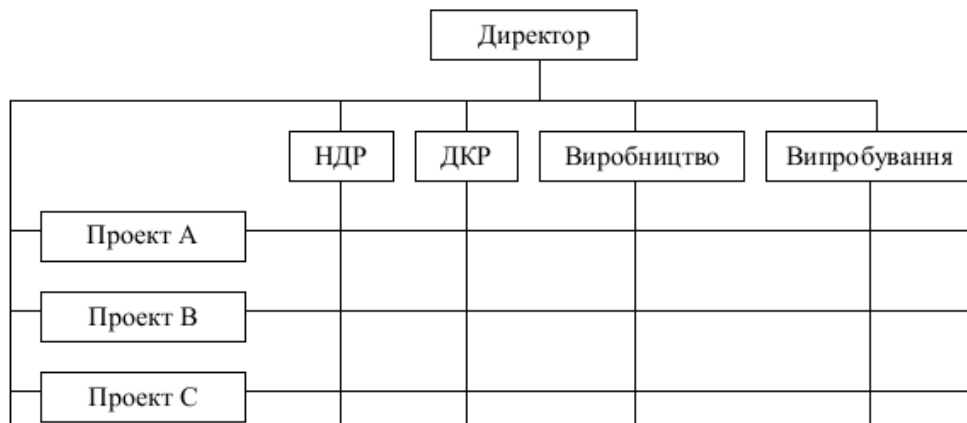 Директор
НДР
ДКР
Виробництво
Випробування
Проект А
Проект В
Проект С